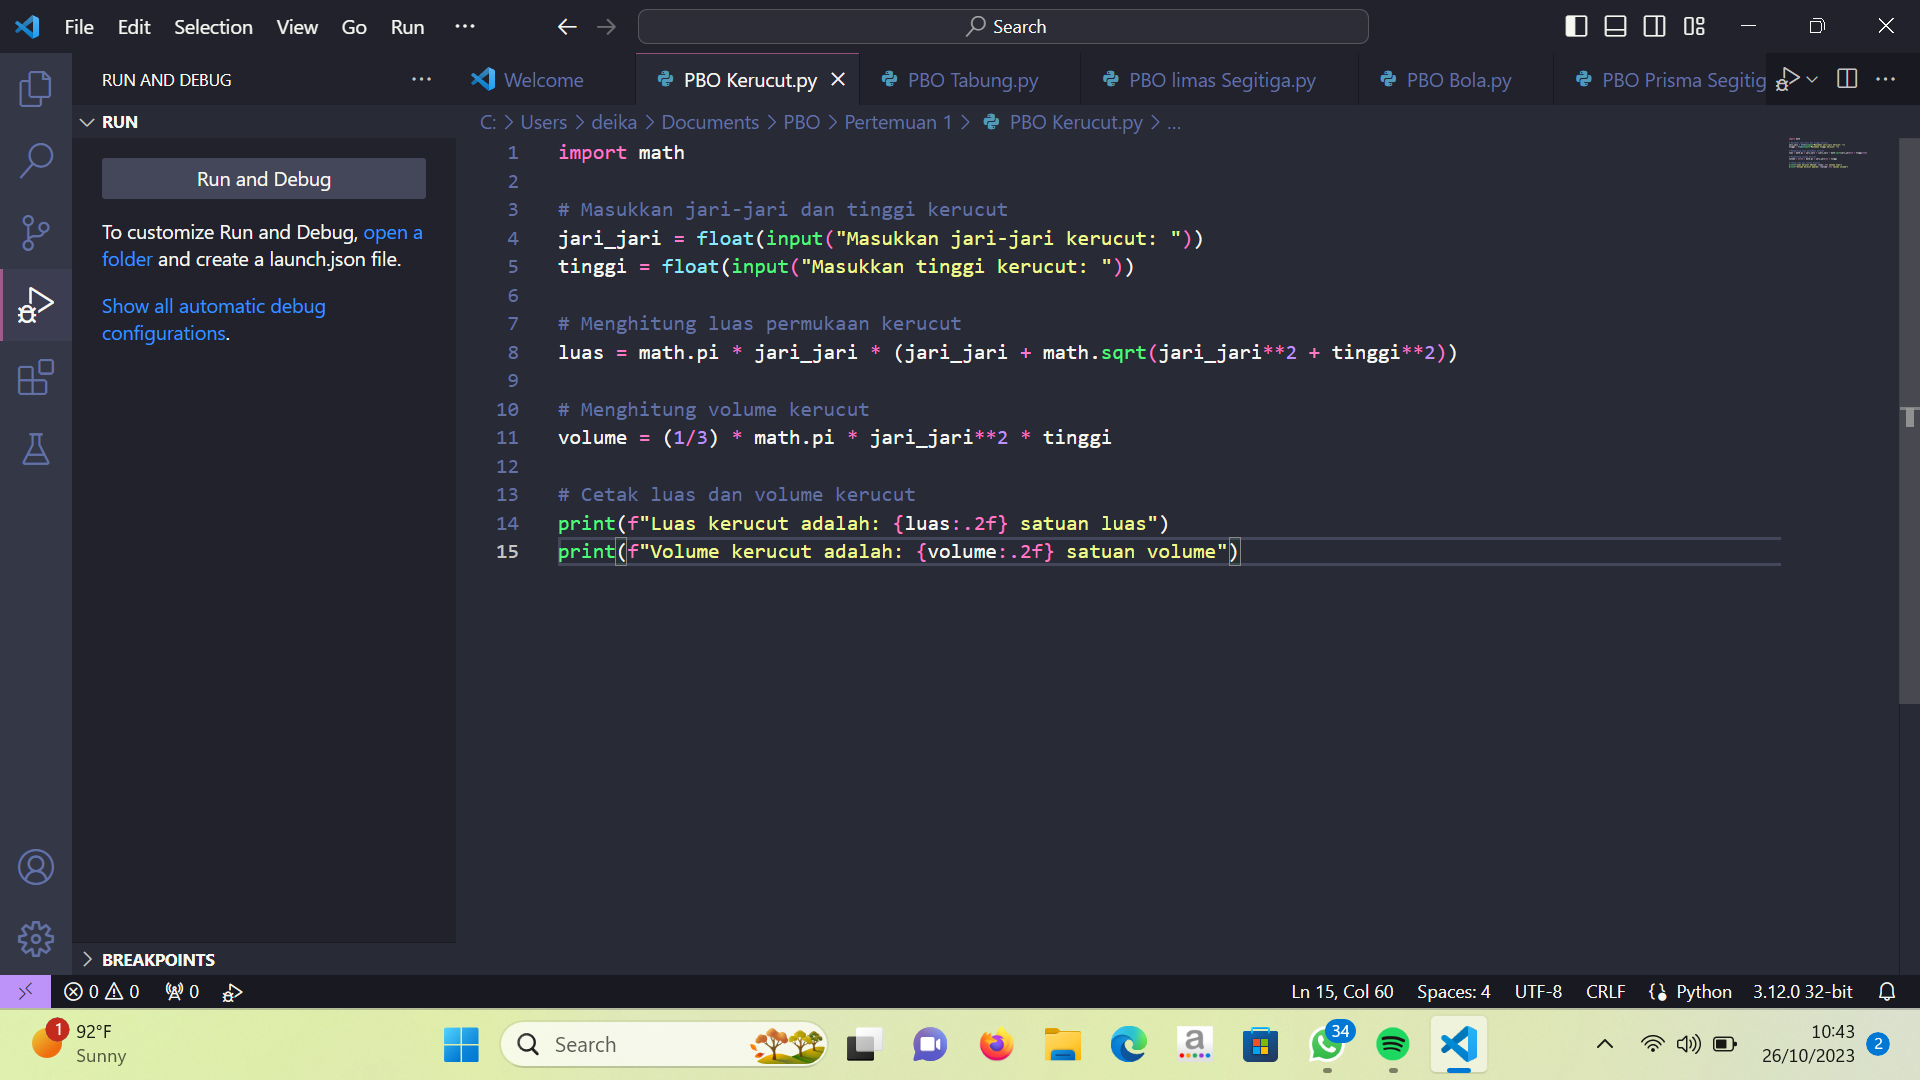 File Edit Selection View Go Run ...
Search
RUN AND DEBUG ...
Welcome PBO Kerucut.py PBO Tabung.py PBO limas Segitiga.py PBO Bola.py PBO Prisma Segitig
RUN
C: > Users > deika > Documents > PBO > Pertemuan 1 > PBO Kerucut.py > ...
Run and Debug
To customize Run and Debug, open a
folder and create a launch.json file.
Show all automatic debug
configurations.
1 import math
2
3 # Masukkan jari-jari dan tinggi kerucut
4 jari_jari = float(input("Masukkan jari-jari kerucut: "))
5 tinggi = float(input("Masukkan tinggi kerucut: "))
6
7 # Menghitung luas permukaan kerucut
8 luas = math.pi * jari_jari * (jari_jari + math.sqrt(jari_jari**2 + tinggi**2))
9
10 # Menghitung volume kerucut
11 volume = (1/3) * math.pi * jari_jari**2 * tinggi
12
13 # Cetak luas dan volume kerucut
14 print(f"Luas kerucut adalah: {luas:.2f} satuan luas")
15 print(f"Volume kerucut adalah: {volume:.2f} satuan volume")
BREAKPOINTS
0 0 0 Ln 15, Col 60 Spaces: 4 UTF-8 CRLF Python 3.12.0 32-bit
1 92°F
Sunny
Search
a
34
10:43
26/10/2023
2